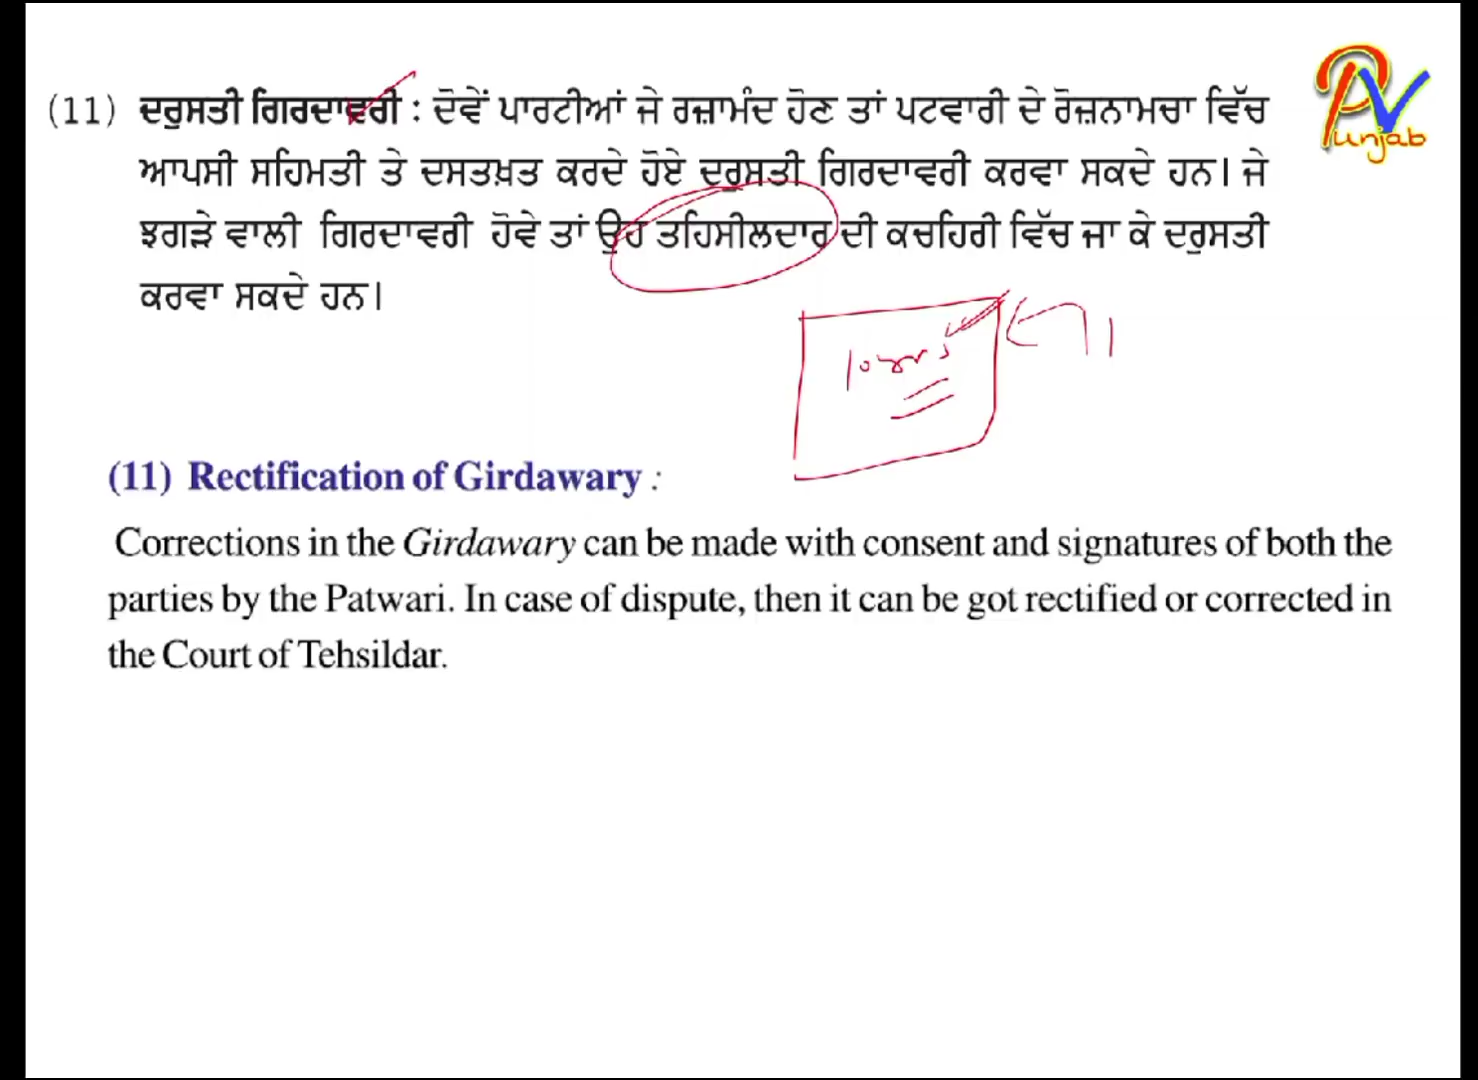 (11) ਦਰੁਸਤੀ ਗਿਰਦਾਵਰੀ : ਦੋਵੇਂ ਪਾਰਟੀਆਂ ਜੇ ਰਜ਼ਾਮੰਦ ਹੋਣ ਤਾਂ ਪਟਵਾਰੀ ਦੇ ਰੋਜ਼ਨਾਮਚਾ ਵਿੱਚ
ਆਪਸੀ ਸਹਿਮਤੀ ਤੇ ਦਸਤਖ਼ਤ ਕਰਦੇ ਹੋਏ ਦਰੁਸਤੀ ਗਿਰਦਾਵਰੀ ਕਰਵਾ ਸਕਦੇ ਹਨ। ਜੇ
ਝਗੜੇ ਵਾਲੀ ਗਿਰਦਾਵਰੀ ਹੋਵੇ ਤਾਂ ਉਹ ਤਹਿਸੀਲਦਾਰ ਦੀ ਕਚਹਿਰੀ ਵਿੱਚ ਜਾ ਕੇ ਦਰੁਸਤੀ
ਕਰਵਾ ਸਕਦੇ ਹਨ।
PV Punjab
(11) Rectification of Girdawary :
Corrections in the Girdawary can be made with consent and signatures of both the
parties by the Patwari. In case of dispute, then it can be got rectified or corrected in
the Court of Tehsildar.